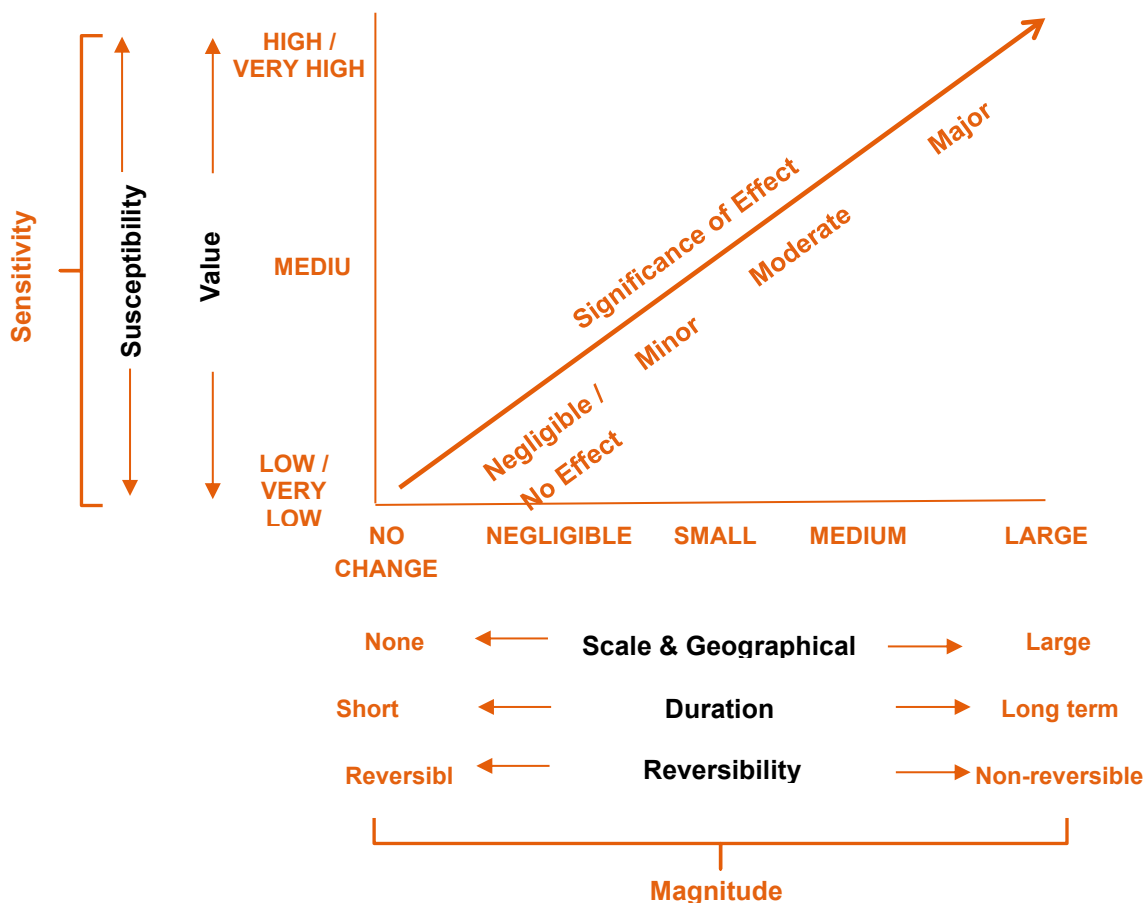 Sensitivity
Susceptibility
Value
HIGH /
VERY HIGH
MEDIU
LOW /
VERY
LOW
Significance of Effect
Major
Moderate
Minor
Negligible /
No Effect
NO
CHANGE
NEGLIGIBLE
SMALL
MEDIUM
LARGE
None
Scale & Geographical
Large
Short
Duration
Long term
Reversibl
Reversibility
Non-reversible
Magnitude